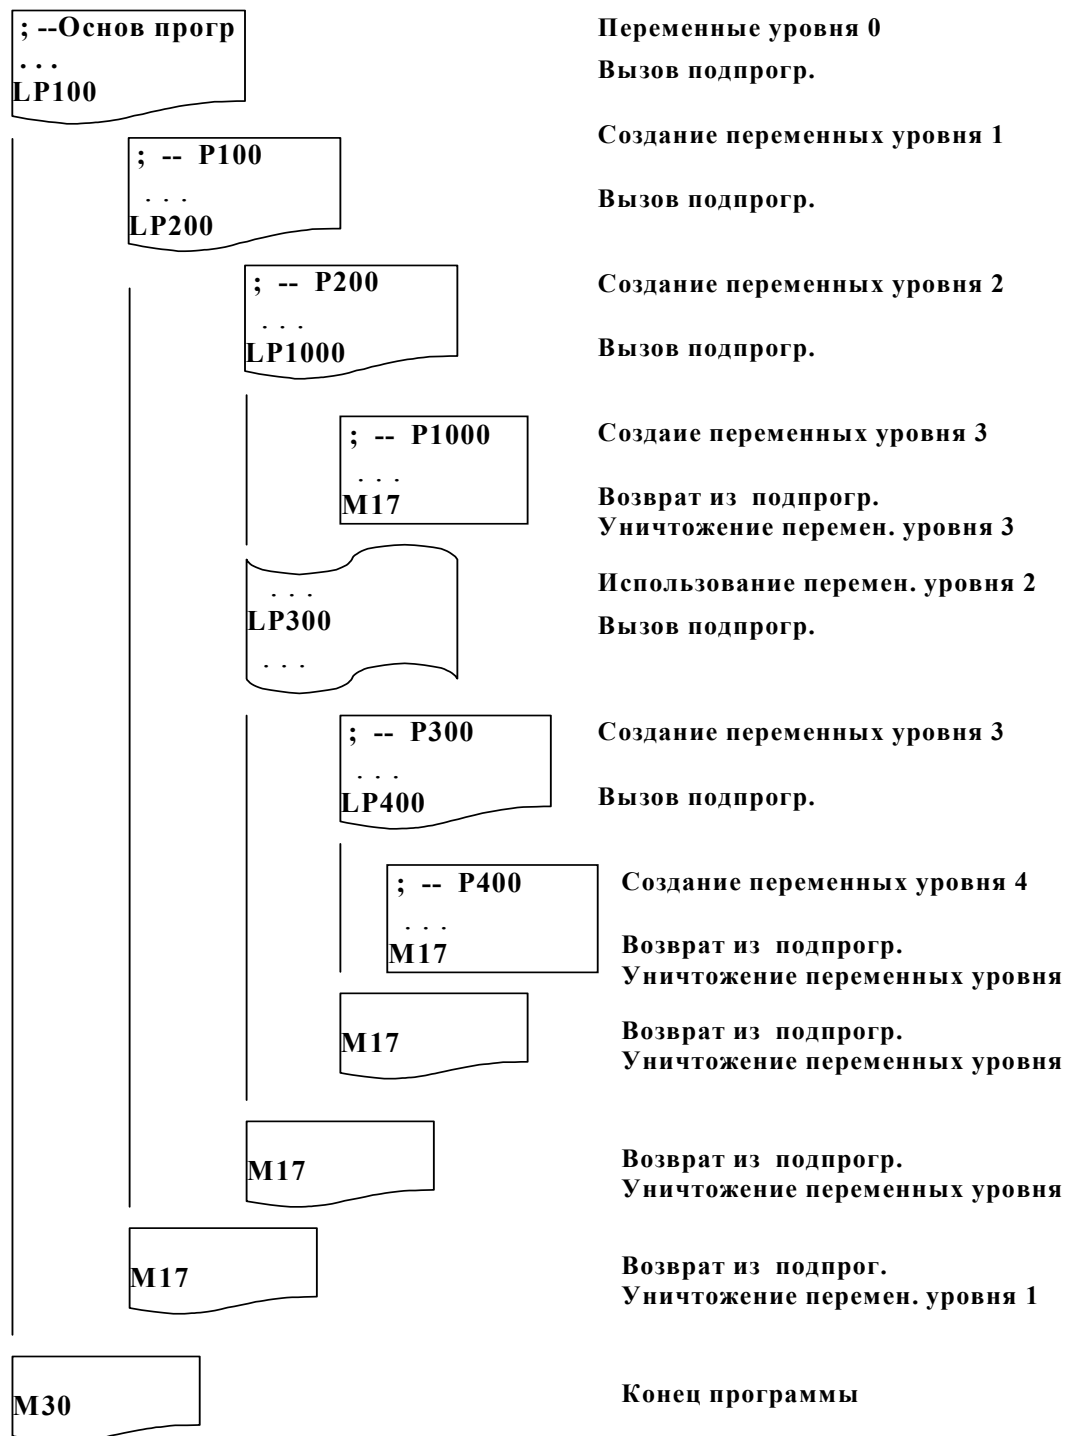 ; --Основ прогр
Переменные уровня 0
. . .
Вызов подпрогр.
LP100
Создание переменных уровня 1
; -- P100
. . .
Вызов подпрогр.
LP200
; -- P200
Создание переменных уровня 2
. . .
LP1000
Вызов подпрогр.
; -- P1000
Создаие переменных уровня 3
. . .
M17
Возврат из подпрогр.
Уничтожение перемен. уровня 3
. . .
Использование перемен. уровня 2
LP300
Вызов подпрогр.
. . .
; -- P300
Создание переменных уровня 3
. . .
LP400
Вызов подпрогр.
; -- P400
Создание переменных уровня 4
. . .
M17
Возврат из подпрогр.
Уничтожение переменных уровня
M17
Возврат из подпрогр.
Уничтожение переменных уровня
M17
Возврат из подпрогр.
Уничтожение переменных уровня
M17
Возврат из подпрог.
Уничтожение перемен. уровня 1
M30
Конец программы